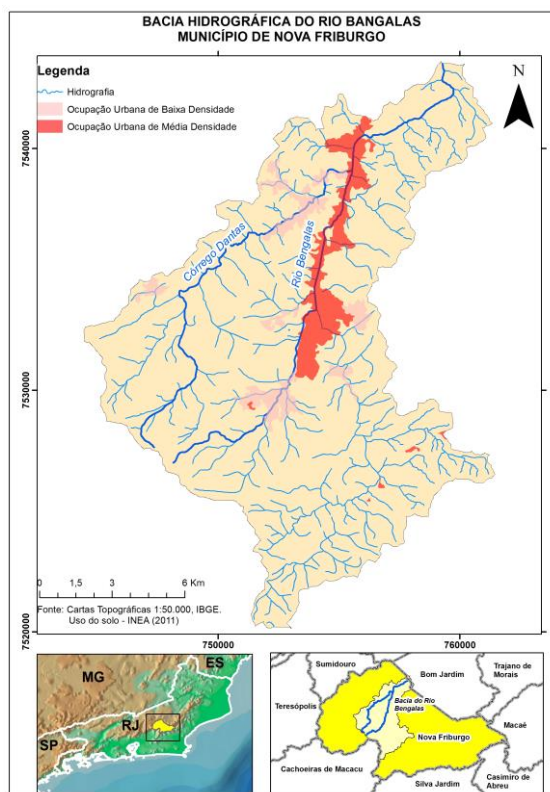 BACIA HIDROGRÁFICA DO RIO BANGALAS
MUNICÍPIO DE NOVA FRIBURGO
Legenda
Hidrografia
Ocupação Urbana de Baixa Densidade
Ocupação Urbana de Média Densidade
N
7540000
Córrego Dantas
Rio Bengalas
7530000
0 1,5 3 6 Km
Fonte: Cartas Topográficas 1:50.000, IBGE.
Uso do solo - INEA (2011)
7520000
750000
760000
MG
ES
RJ
SP
Sumidouro
Bom Jardim
Trajano de
Morais
Teresópolis
Bacia do Rio
Bengalas
Macaé
Nova Friburgo
Cachoeiras de Macacu
Casimiro de
Abreu
Silva Jardim